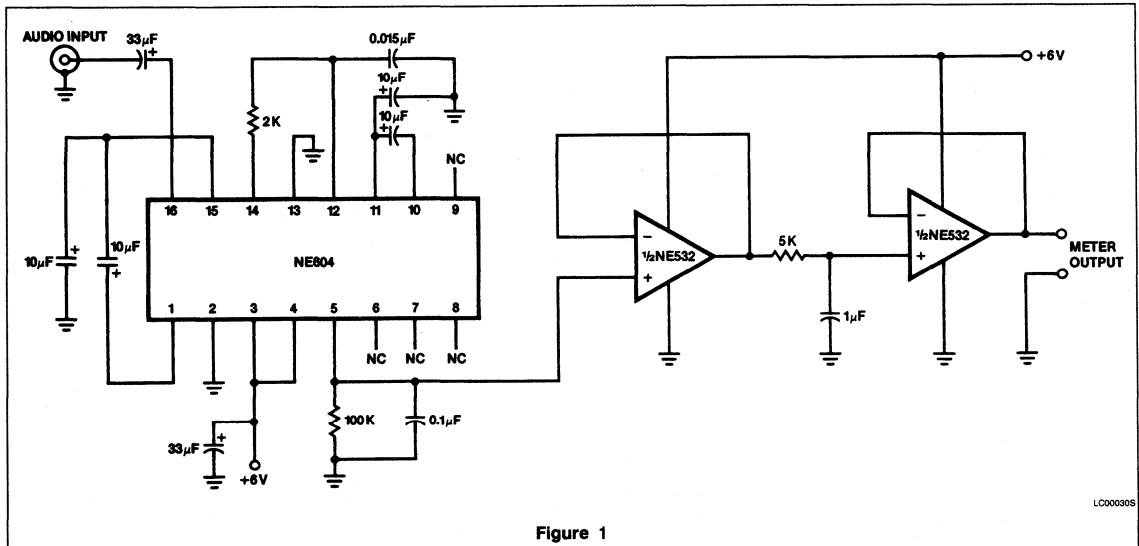 AUDIO INPUT
33μF
+
0.015μF
10μF
+
10μF
+
2K
NC
+6V
16 15 14 13 12 11 10 9
10μF
+
10μF
+
NE604
1 2 3 4 5 6 7 8
NC NC NC
33μF
+
+6V
100K
0.1μF
−
+
1/2NE532
5K
1μF
−
+
1/2NE532
METER
OUTPUT
LC00030S
Figure 1